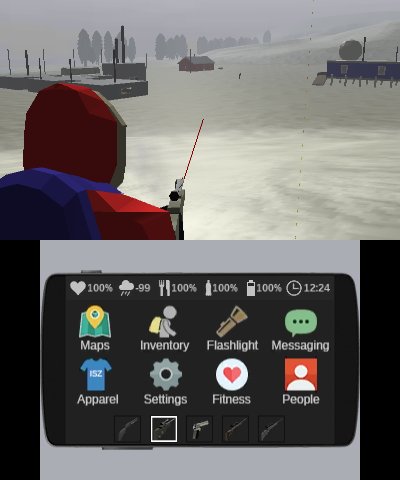 100% -99 100% 100% 100% 12:24
Maps Inventory Flashlight Messaging
ISZ
Apparel Settings Fitness People